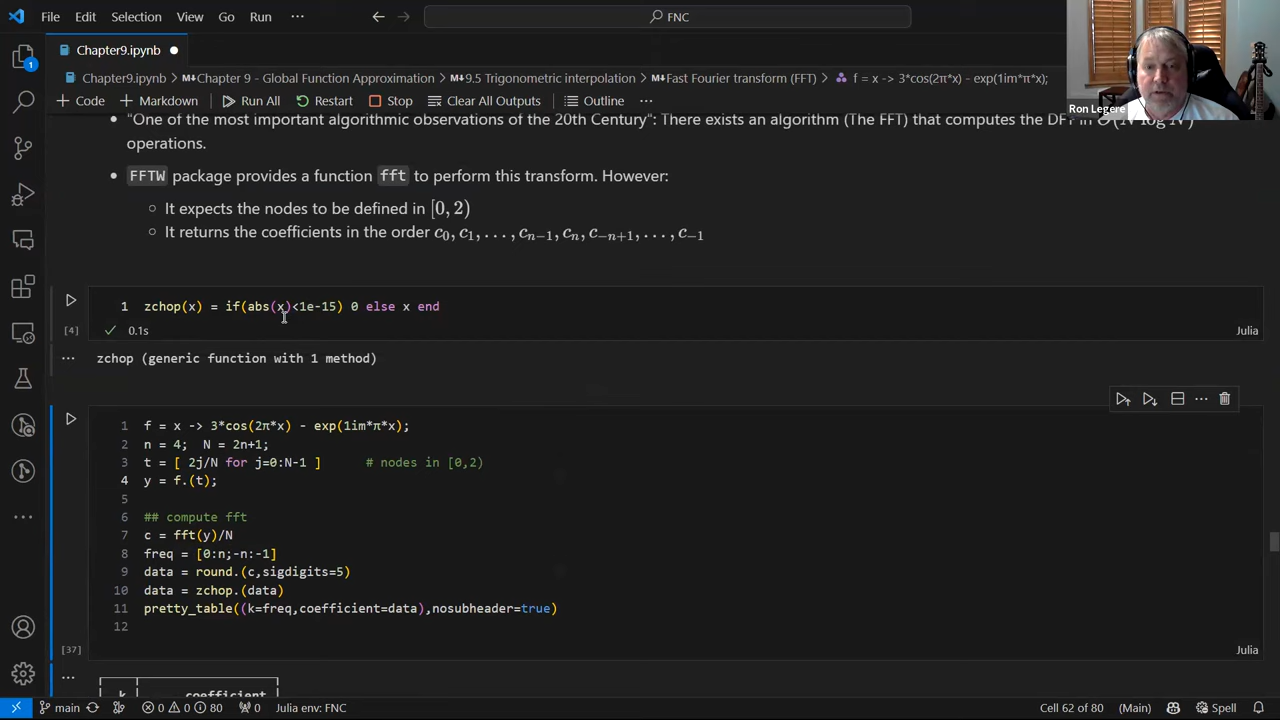 File Edit Selection View Go Run ··· FNC
Chapter9.ipynb
Chapter9.ipynb > Chapter 9 - Global Function Approximation > 9.5 Trigonometric interpolation > Fast Fourier transform (FFT) > f = x -> 3*cos(2π*x) - exp(1im*π*x);
+ Code + Markdown Run All Restart Stop Clear All Outputs Outline ···
Ron Legere
• "One of the most important algorithmic observations of the 20th Century": There exists an algorithm (The FFT) that computes the DFT in O(N log N)
operations.
• FFTW package provides a function fft to perform this transform. However:
○ It expects the nodes to be defined in [0, 2)
○ It returns the coefficients in the order c₀, c₁, …, cₙ₋₁, cₙ, c₋ₙ₊₁, …, c₋₁
1 zchop(x) = if(abs(x)<1e-15) 0 else x end
[4] ✓ 0.1s Julia
··· zchop (generic function with 1 method)
1 f = x -> 3*cos(2π*x) - exp(1im*π*x);
2 n = 4; N = 2n+1;
3 t = [ 2j/N for j=0:N-1 ] # nodes in [0,2)
4 y = f.(t);
5
6 ## compute fft
7 c = fft(y)/N
8 freq = [0:n;-n:-1]
9 data = round.(c,sigdigits=5)
10 data = zchop.(data)
11 pretty_table((k=freq,coefficient=data),nosubheader=true)
12
[37] Julia
k coefficient
main 0 0 80 0 Julia env: FNC Cell 62 of 80 (Main) Spell